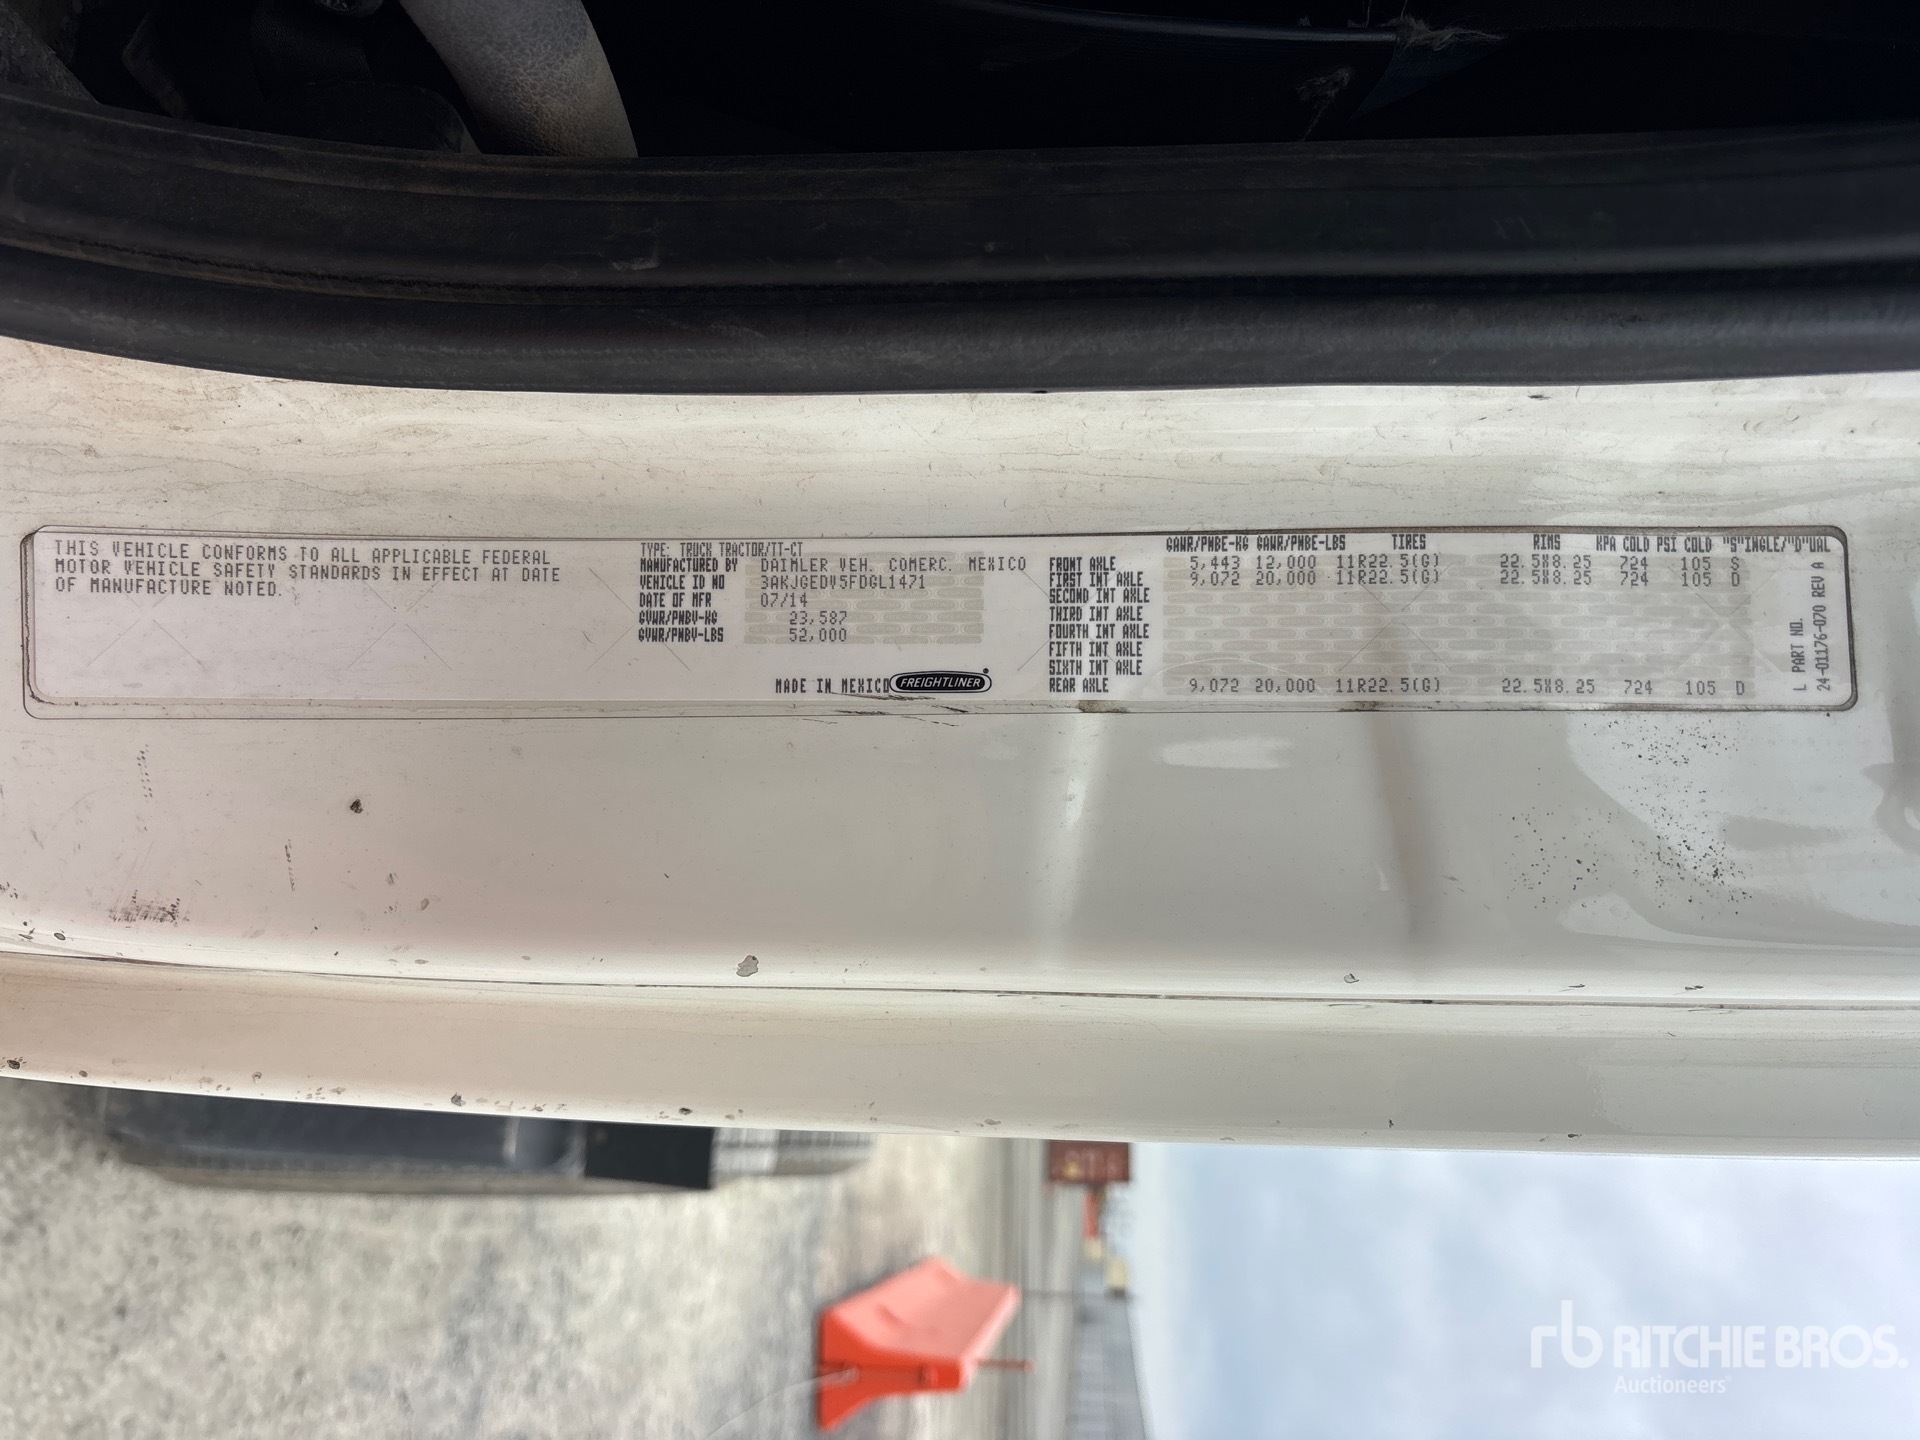 THIS VEHICLE CONFORMS TO ALL APPLICABLE FEDERAL
MOTOR VEHICLE SAFETY STANDARDS IN EFFECT AT DATE
OF MANUFACTURE NOTED.
TYPE: TRUCK TRACTOR/TT-CT
MANUFACTURED BY DAIMLER VEH. COMERC. MEXICO
VEHICLE ID NO 3AKJGEDV5FDGL1471
DATE OF MFR 07/14
GVWR/PNBV-KG 23,587
GVWR/PNBV-LBS 52,000
MADE IN MEXICO FREIGHTLINER®
GAWR/PMBE-KG GAWR/PMBE-LBS TIRES RIMS KPA COLD PSI COLD "S"INGLE/"D"UAL
FRONT AXLE 5,443 12,000 11R22.5(G) 22.5X8.25 724 105 S
FIRST INT AXLE 9,072 20,000 11R22.5(G) 22.5X8.25 724 105 D
SECOND INT AXLE
THIRD INT AXLE
FOURTH INT AXLE
FIFTH INT AXLE
SIXTH INT AXLE
REAR AXLE 9,072 20,000 11R22.5(G) 22.5X8.25 724 105 D
L PART NO.
24-01176-070 REV A
rb RITCHIE BROS.
Auctioneers